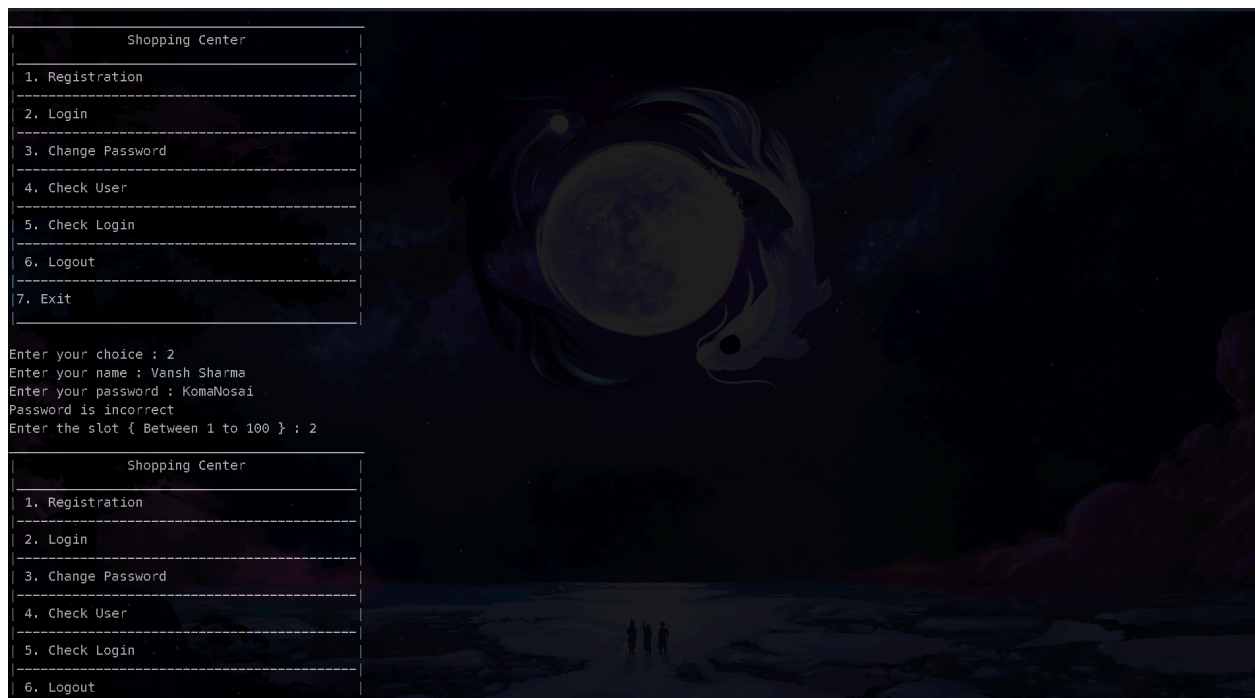 Shopping Center
1. Registration
2. Login
3. Change Password
4. Check User
5. Check Login
6. Logout
7. Exit
Enter your choice : 2
Enter your name : Vansh Sharma
Enter your password : KomaNosai
Password is incorrect
Enter the slot { Between 1 to 100 } : 2
Shopping Center
1. Registration
2. Login
3. Change Password
4. Check User
5. Check Login
6. Logout